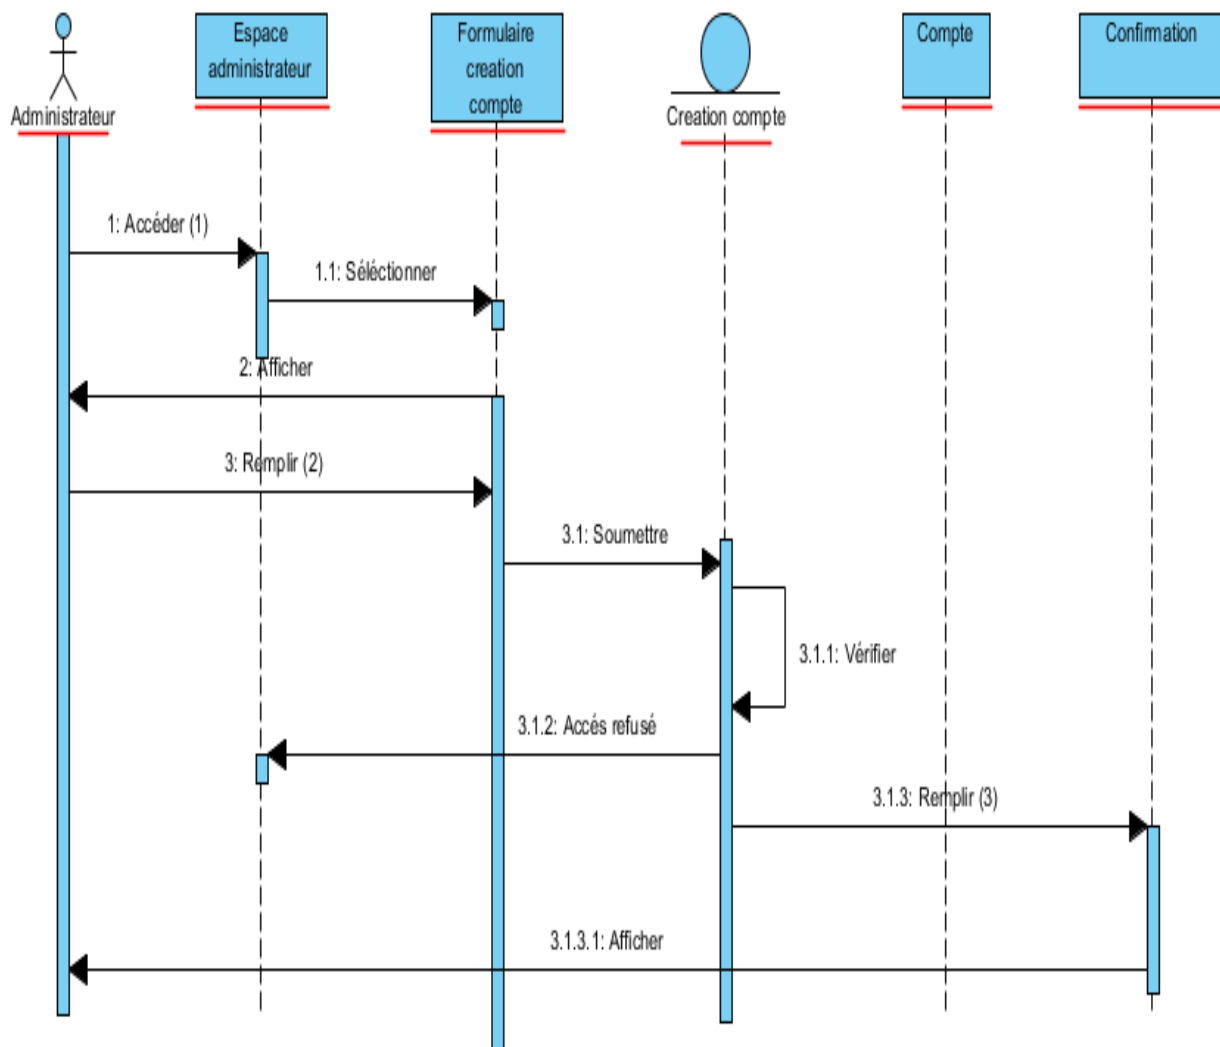 Administrateur
Espace
administrateur
Formulaire
creation
compte
Creation compte
Compte
Confirmation
1: Accéder (1)
1.1: Séléctionner
2: Afficher
3: Remplir (2)
3.1: Soumettre
3.1.1: Vérifier
3.1.2: Accés refusé
3.1.3: Remplir (3)
3.1.3.1: Afficher